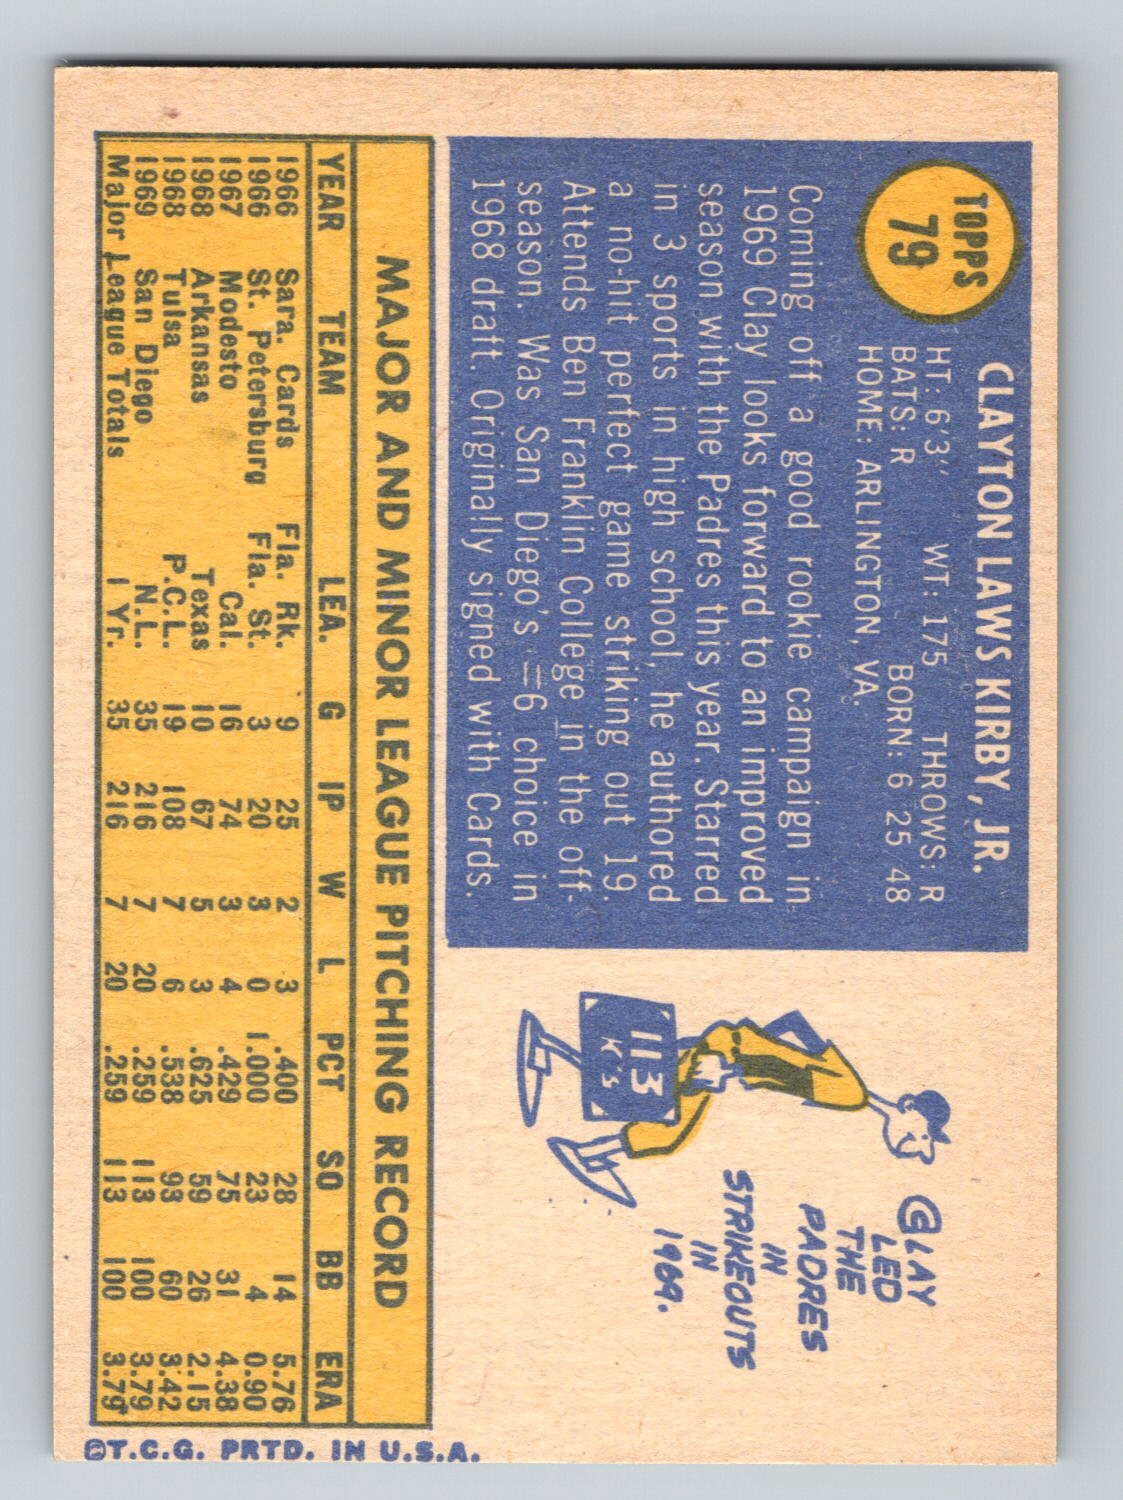 TOPPS
79
CLAYTON LAWS KIRBY, JR.
HT: 6'3" WT: 175 THROWS: R
BATS: R BORN: 6 25 48
HOME: ARLINGTON, VA.
Coming off a good rookie campaign in
1969 Clay looks forward to an improved
season with the Padres this year. Starred
in 3 sports in high school, he authored
a no-hit perfect game striking out 19.
Attends Ben Franklin College in the off-
season. Was San Diego's #6 choice in
1968 draft. Originally signed with Cards.
113
K's
CLAY
LED
THE
PADRES
IN
STRIKEOUTS
IN
1969.
MAJOR AND MINOR LEAGUE PITCHING RECORD
YEAR TEAM LEA. G IP W L PCT SO BB ERA
1966 Sara. Cards Fla. Rk. 9 25 2 3 .400 28 14 5.76
1966 St. Petersburg Fla. St. 3 20 3 0 1.000 23 4 0.90
1967 Modesto Cal. 16 74 3 4 .429 75 31 4.38
1968 Arkansas Texas 10 67 5 3 .625 59 26 2.15
1968 Tulsa P.C.L. 19 108 7 6 .538 93 60 3.42
1969 San Diego N.L. 35 216 7 20 .259 113 100 3.79
Major League Totals 1 Yr. 35 216 7 20 .259 113 100 3.79
©T.C.G. PRTD. IN U.S.A.